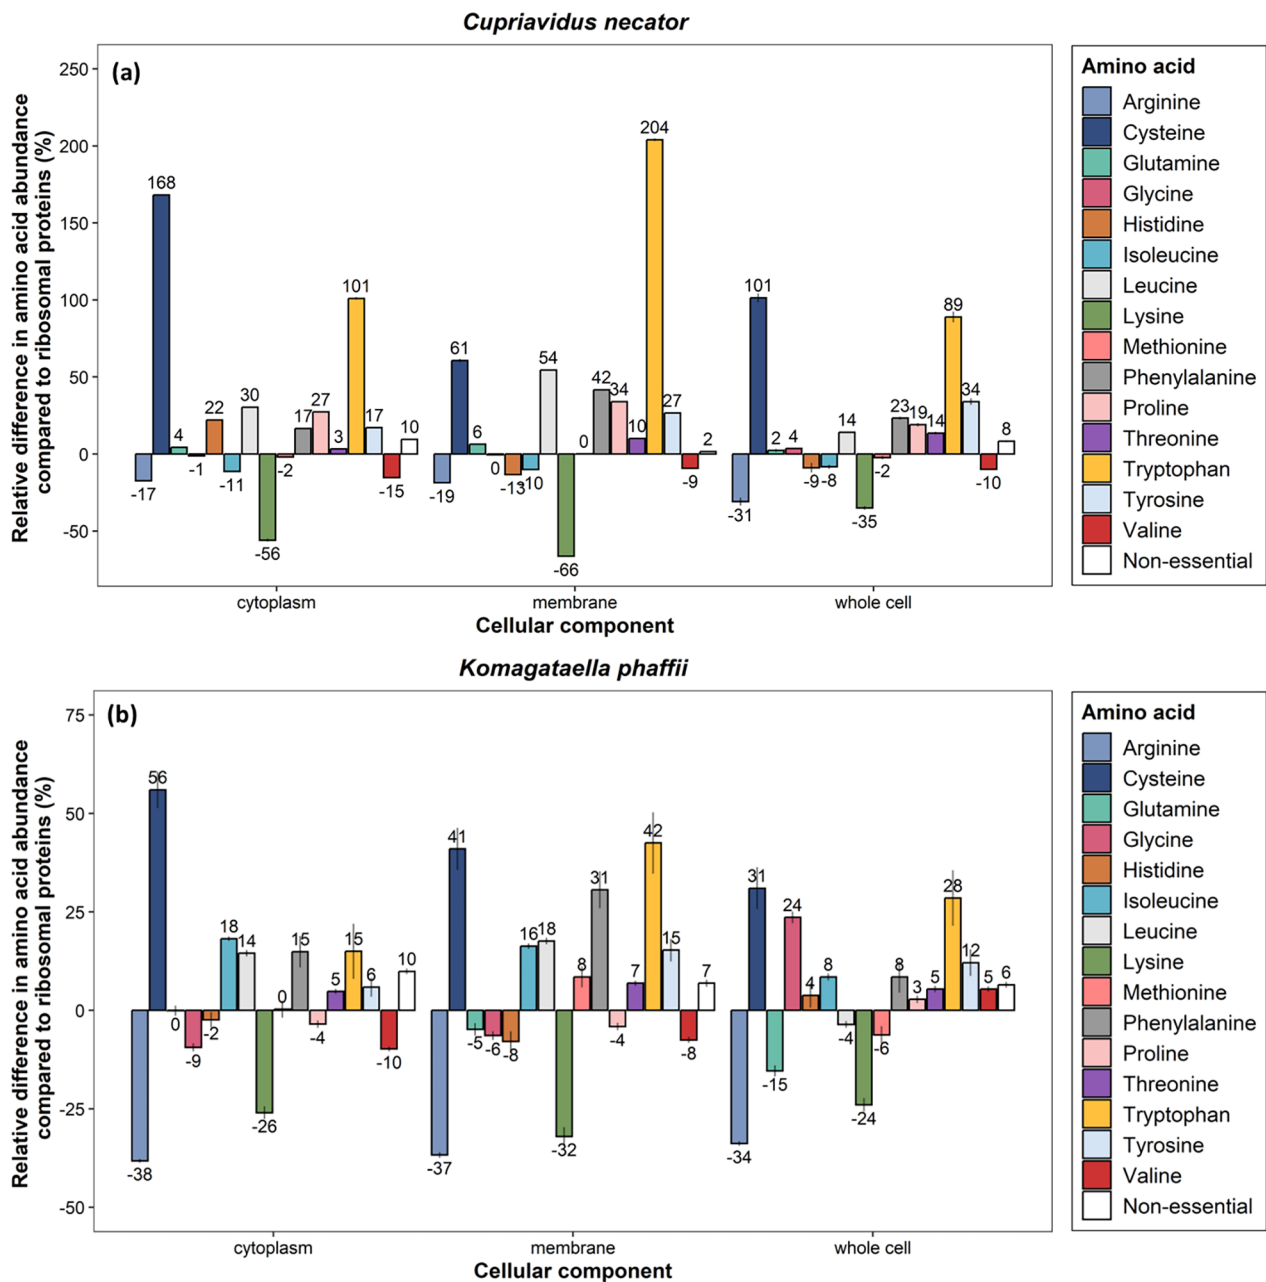 Cupriavidus necator
(a)
Relative difference in amino acid abundance
compared to ribosomal proteins (%)
250
200
150
100
50
0
-50
-17
168
4
-1
22
-11
30
-56
-2
17
27
3
101
17
-15
10
-19
61
6
0
-13
-10
54
-66
0
42
34
10
204
27
-9
2
-31
101
2
4
-9
-8
14
-35
-2
23
19
14
89
34
-10
8
cytoplasm
membrane
whole cell
Cellular component
Amino acid
Arginine
Cysteine
Glutamine
Glycine
Histidine
Isoleucine
Leucine
Lysine
Methionine
Phenylalanine
Proline
Threonine
Tryptophan
Tyrosine
Valine
Non-essential
Komagataella phaffii
(b)
Relative difference in amino acid abundance
compared to ribosomal proteins (%)
75
50
25
0
-25
-50
-38
56
0
-9
-2
18
14
-26
0
15
-4
5
15
6
-10
10
-37
41
-5
-6
-8
16
18
-32
8
31
-4
7
42
15
-8
7
-34
31
-15
24
4
8
-4
-24
-6
8
3
5
28
12
5
6
cytoplasm
membrane
whole cell
Cellular component
Amino acid
Arginine
Cysteine
Glutamine
Glycine
Histidine
Isoleucine
Leucine
Lysine
Methionine
Phenylalanine
Proline
Threonine
Tryptophan
Tyrosine
Valine
Non-essential